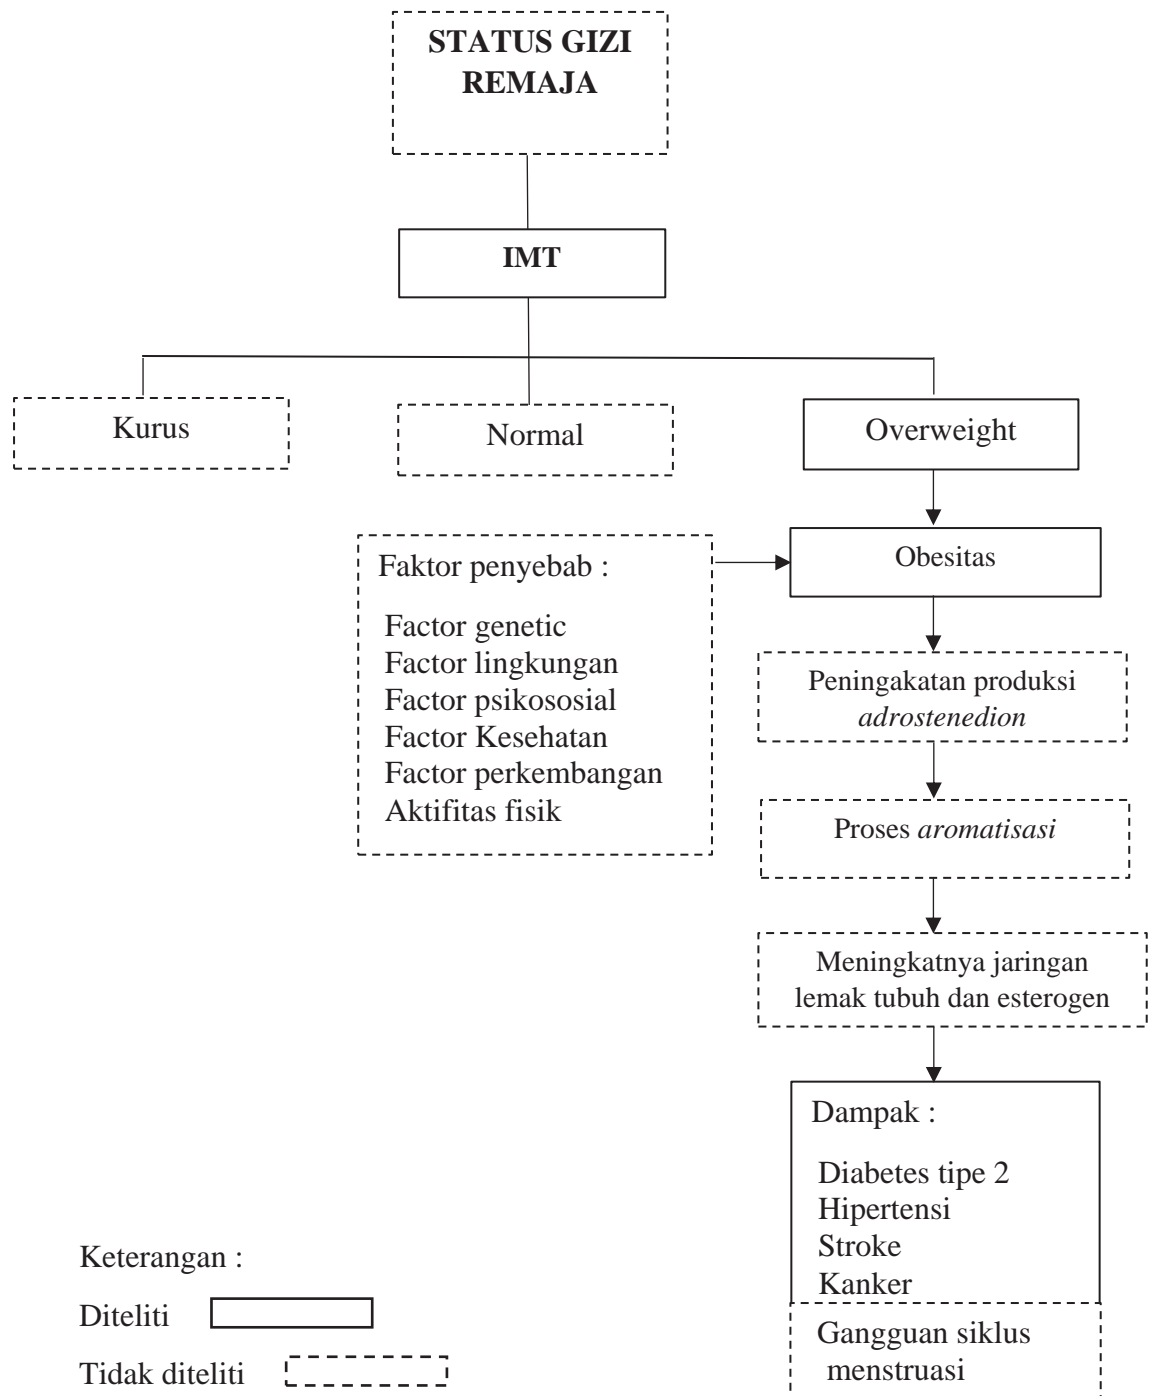 STATUS GIZI
REMAJA
IMT
Kurus
Normal
Overweight
Obesitas
Faktor penyebab :
Factor genetic
Factor lingkungan
Factor psikososial
Factor Kesehatan
Factor perkembangan
Aktifitas fisik
Peningakatan produksi
adrostenedion
Proses aromatisasi
Meningkatnya jaringan
lemak tubuh dan esterogen
Dampak :
Diabetes tipe 2
Hipertensi
Stroke
Kanker
Gangguan siklus
menstruasi
Keterangan :
Diteliti
Tidak diteliti